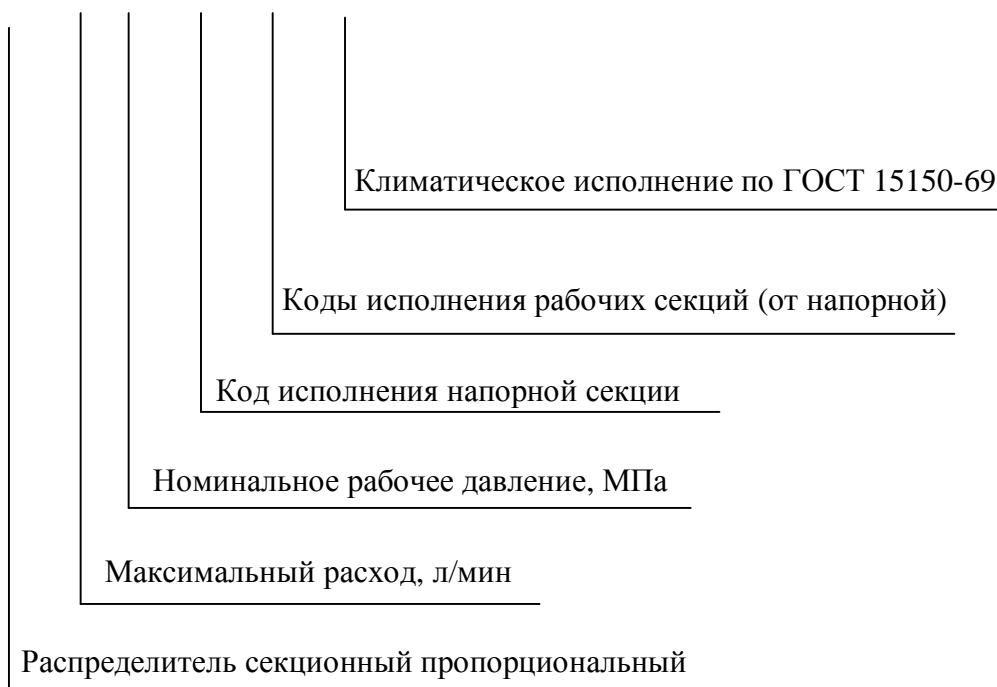 Климатическое исполнение по ГОСТ 15150-69
Коды исполнения рабочих секций (от напорной)
Код исполнения напорной секции
Номинальное рабочее давление, МПа
Максимальный расход, л/мин
Распределитель секционный пропорциональный